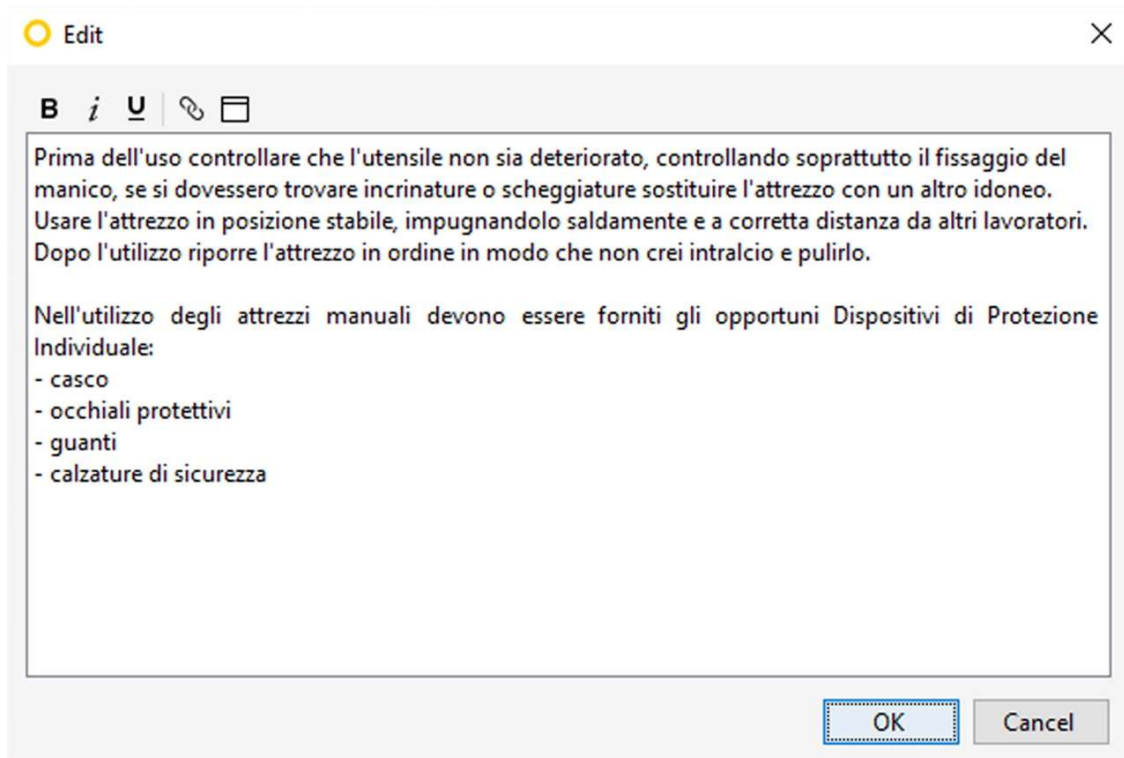 Edit
B i U
Prima dell'uso controllare che l'utensile non sia deteriorato, controllando soprattutto il fissaggio del
manico, se si dovessero trovare incrinature o scheggiature sostituire l'attrezzo con un altro idoneo.
Usare l'attrezzo in posizione stabile, impugnandolo saldamente e a corretta distanza da altri lavoratori.
Dopo l'utilizzo riporre l'attrezzo in ordine in modo che non crei intralcio e pulirlo.
Nell'utilizzo degli attrezzi manuali devono essere forniti gli opportuni Dispositivi di Protezione
Individuale:
- casco
- occhiali protettivi
- guanti
- calzature di sicurezza
OK Cancel